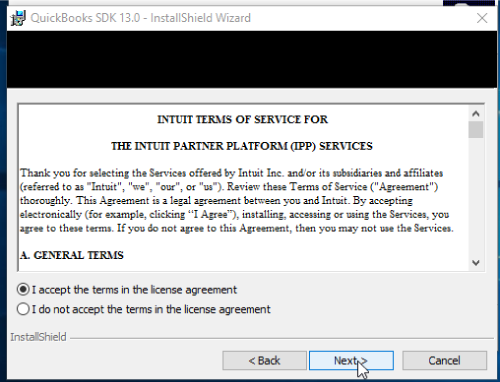 QuickBooks SDK 13.0 - InstallShield Wizard
INTUIT TERMS OF SERVICE FOR
THE INTUIT PARTNER PLATFORM (IPP) SERVICES
Thank you for selecting the Services offered by Intuit Inc. and/or its subsidiaries and affiliates
(referred to as "Intuit", "we", "our", or "us"). Review these Terms of Service ("Agreement")
thoroughly. This Agreement is a legal agreement between you and Intuit. By accepting
electronically (for example, clicking “I Agree”), installing, accessing or using the Services, you
agree to these terms. If you do not agree to this Agreement, then you may not use the Services.
A. GENERAL TERMS
I accept the terms in the license agreement
I do not accept the terms in the license agreement
InstallShield
< Back Next > Cancel